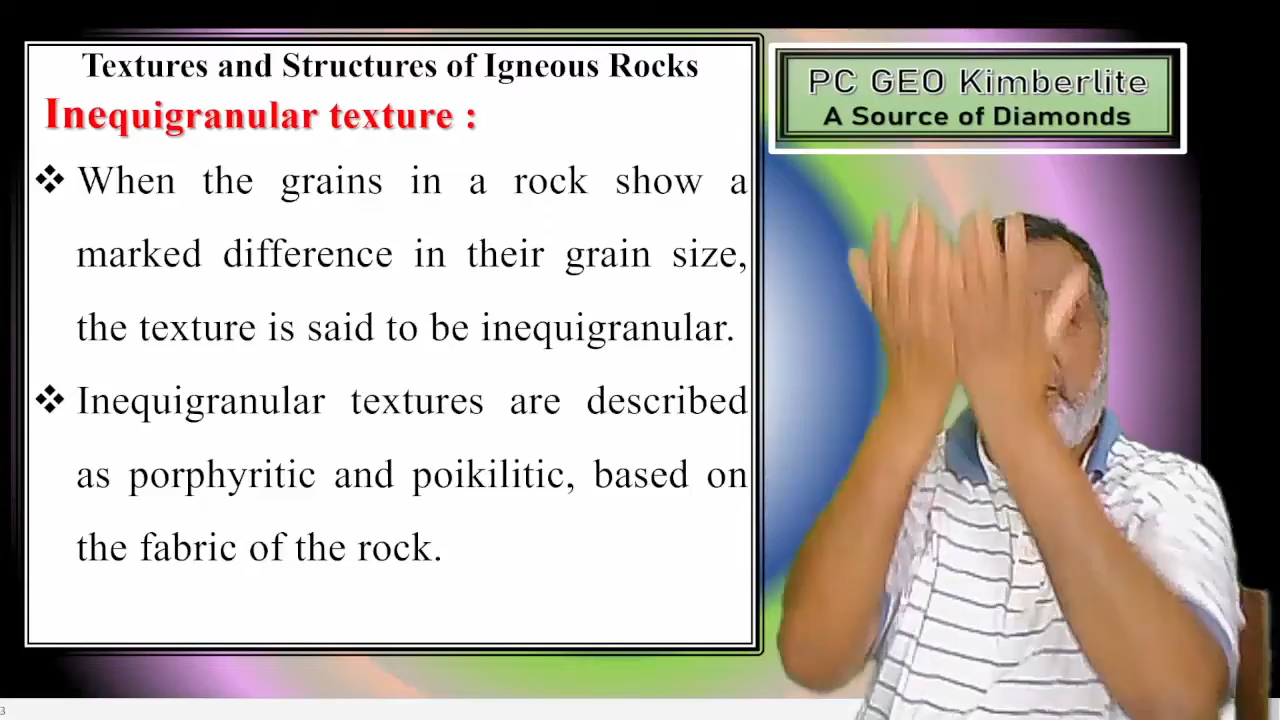 Textures and Structures of Igneous Rocks
Inequigranular texture :
❖ When the grains in a rock show a
marked difference in their grain size,
the texture is said to be inequigranular.
❖ Inequigranular textures are described
as porphyritic and poikilitic, based on
the fabric of the rock.
PC GEO Kimberlite
A Source of Diamonds
3